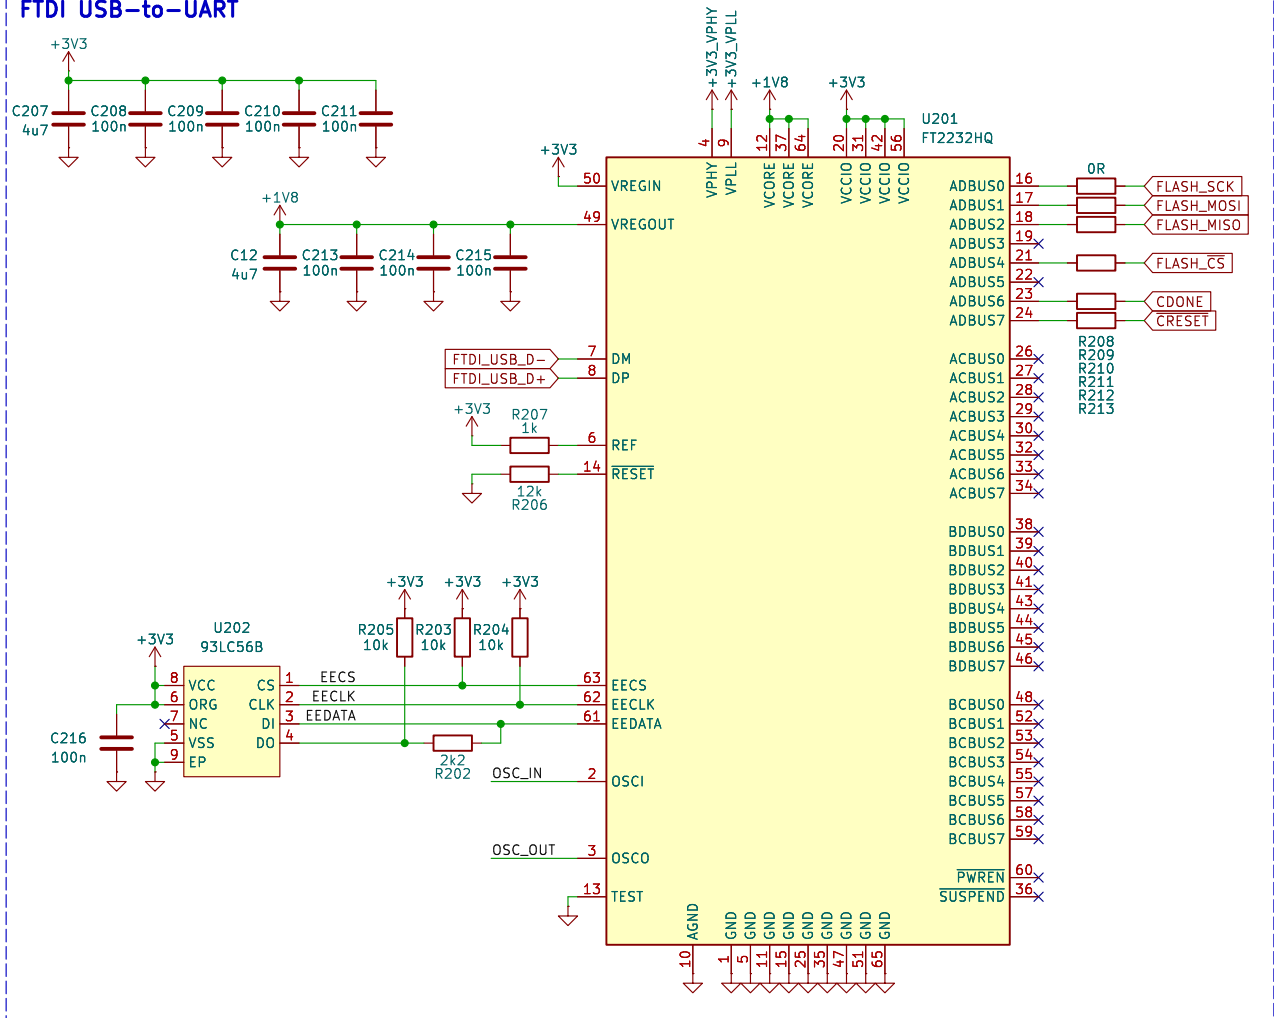 FTDI USB-to-UART
+3V3
C207
4u7
C208
100n
C209
100n
C210
100n
C211
100n
+1V8
C12
4u7
C213
100n
C214
100n
C215
100n
+3V3_VPHY
+3V3_VPLL
+1V8
+3V3
U201
FT2232HQ
+3V3
4
9
12
37
64
20
31
42
56
VPHY
VPLL
VCORE
VCORE
VCORE
VCCIO
VCCIO
VCCIO
VCCIO
50 VREGIN
49 VREGOUT
FTDI_USB_D- 7 DM
FTDI_USB_D+ 8 DP
+3V3
R207
1k
6 REF
14 RESET
12k
R206
+3V3
+3V3
+3V3
R205
10k
R203
10k
R204
10k
U202
93LC56B
+3V3
8 VCC CS 1 EECS 63 EECS
6 ORG CLK 2 EECLK 62 EECLK
7 NC DI 3 EEDATA 61 EEDATA
5 VSS DO 4
9 EP
C216
100n
2k2
R202
OSC_IN 2 OSCI
OSC_OUT 3 OSCO
13 TEST
0R
ADBUS0 16 FLASH_SCK
ADBUS1 17 FLASH_MOSI
ADBUS2 18 FLASH_MISO
ADBUS3 19
ADBUS4 21 FLASH_CS
ADBUS5 22
ADBUS6 23 CDONE
ADBUS7 24 CRESET
R208
R209
R210
R211
R212
R213
ACBUS0 26
ACBUS1 27
ACBUS2 28
ACBUS3 29
ACBUS4 30
ACBUS5 32
ACBUS6 33
ACBUS7 34
BDBUS0 38
BDBUS1 39
BDBUS2 40
BDBUS3 41
BDBUS4 43
BDBUS5 44
BDBUS6 45
BDBUS7 46
BCBUS0 48
BCBUS1 52
BCBUS2 53
BCBUS3 54
BCBUS4 55
BCBUS5 57
BCBUS6 58
BCBUS7 59
PWREN 60
SUSPEND 36
AGND
GND
GND
GND
GND
GND
GND
GND
GND
GND
10
1
5
11
15
25
35
47
51
65